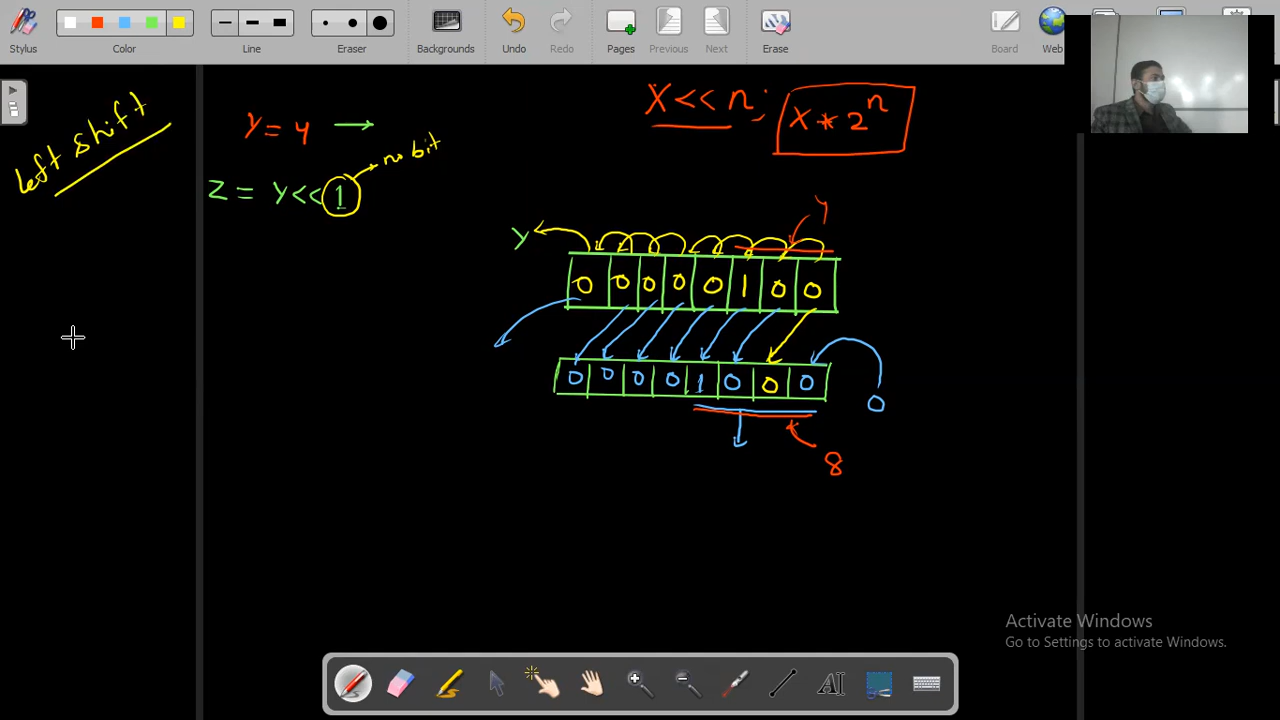 Stylus
Color
Line
Eraser
Backgrounds
Undo
Redo
Pages
Previous
Next
Erase
Board
Web
Left shift
X<<n; X*2^n
y=4 →
no bit
Z = Y<<1
Y
4
0 0 0 0 0 1 0 0
0 0 0 0 1 0 0 0
0
8
Activate Windows
Go to Settings to activate Windows.
AI